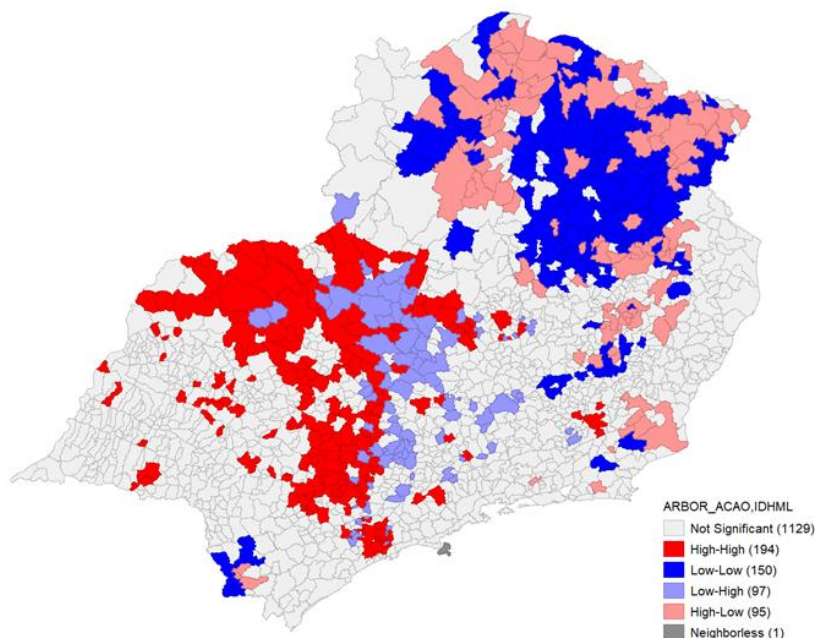 ARBOR_ACAO,IDHML
Not Significant (1129)
High-High (194)
Low-Low (150)
Low-High (97)
High-Low (95)
Neighborless (1)